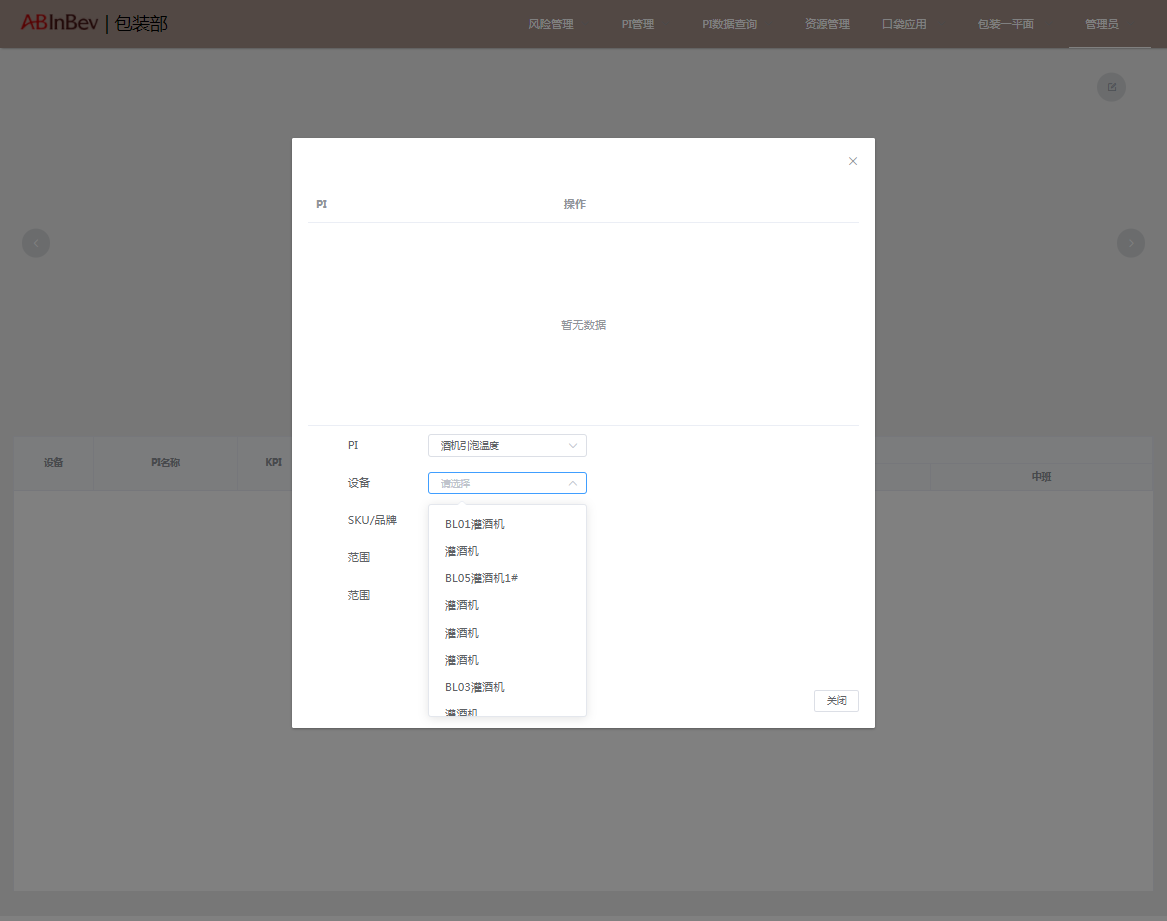 ABInBev | 包装部 风险管理 PI管理 PI数据查询 资源管理 口袋应用 包装一平面 管理员
PI 操作
暂无数据
PI 酒机引泡温度
设备 请选择
SKU/品牌
范围
范围
BL01灌酒机
灌酒机
BL05灌酒机1#
灌酒机
灌酒机
灌酒机
BL03灌酒机
灌酒机
关闭
设备 PI名称 KPI
中班